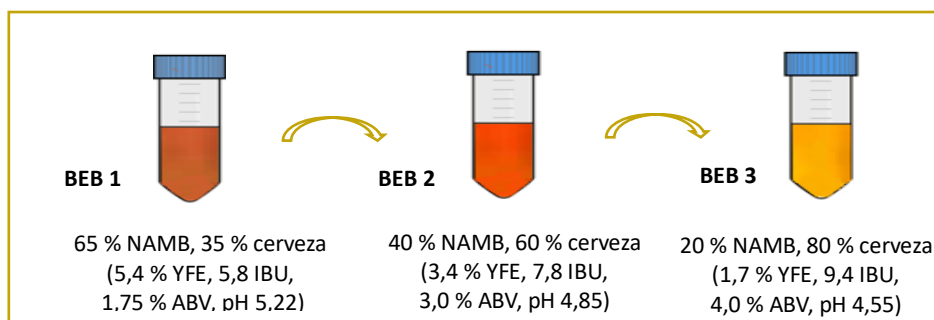 BEB 1
65 % NAMB, 35 % cerveza
(5,4 % YFE, 5,8 IBU,
1,75 % ABV, pH 5,22)
BEB 2
40 % NAMB, 60 % cerveza
(3,4 % YFE, 7,8 IBU,
3,0 % ABV, pH 4,85)
BEB 3
20 % NAMB, 80 % cerveza
(1,7 % YFE, 9,4 IBU,
4,0 % ABV, pH 4,55)